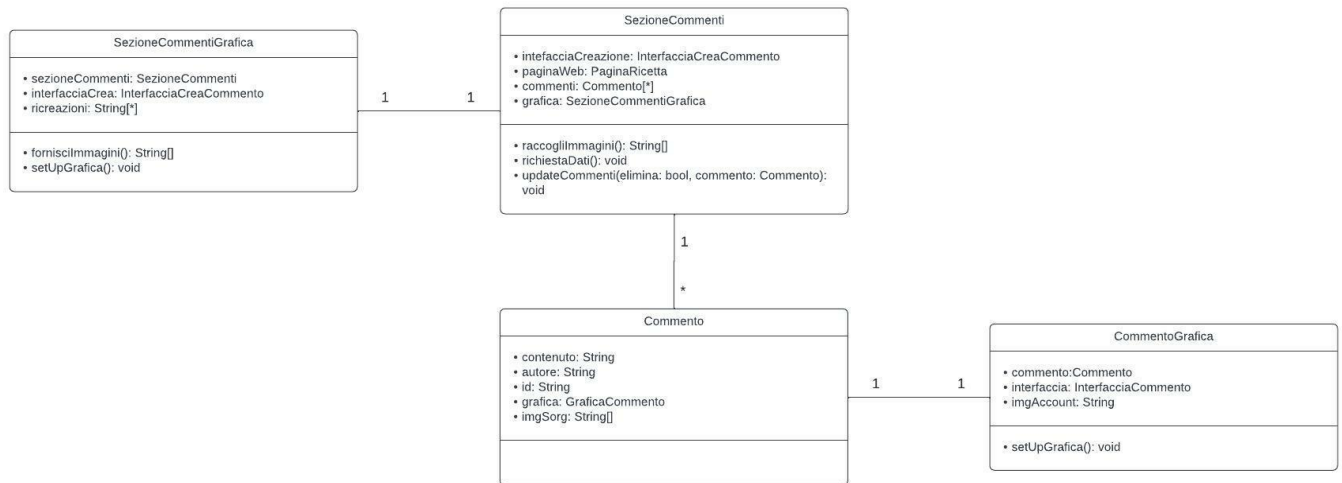 SezioneCommentiGrafica
• sezioneCommenti: SezioneCommenti
• interfacciaCrea: InterfacciaCreaCommento
• ricreazioni: String[*]
• fornisciImmagini(): String[]
• setUpGrafica(): void
1
1
SezioneCommenti
• intefacciaCreazione: InterfacciaCreaCommento
• paginaWeb: PaginaRicetta
• commenti: Commento[*]
• grafica: SezioneCommentiGrafica
• raccogliImmagini(): String[]
• richiestaDati(): void
• updateCommenti(elimina: bool, commento: Commento):
void
1
*
Commento
• contenuto: String
• autore: String
• id: String
• grafica: GraficaCommento
• imgSorg: String[]
1
1
CommentoGrafica
• commento:Commento
• interfaccia: InterfacciaCommento
• imgAccount: String
• setUpGrafica(): void